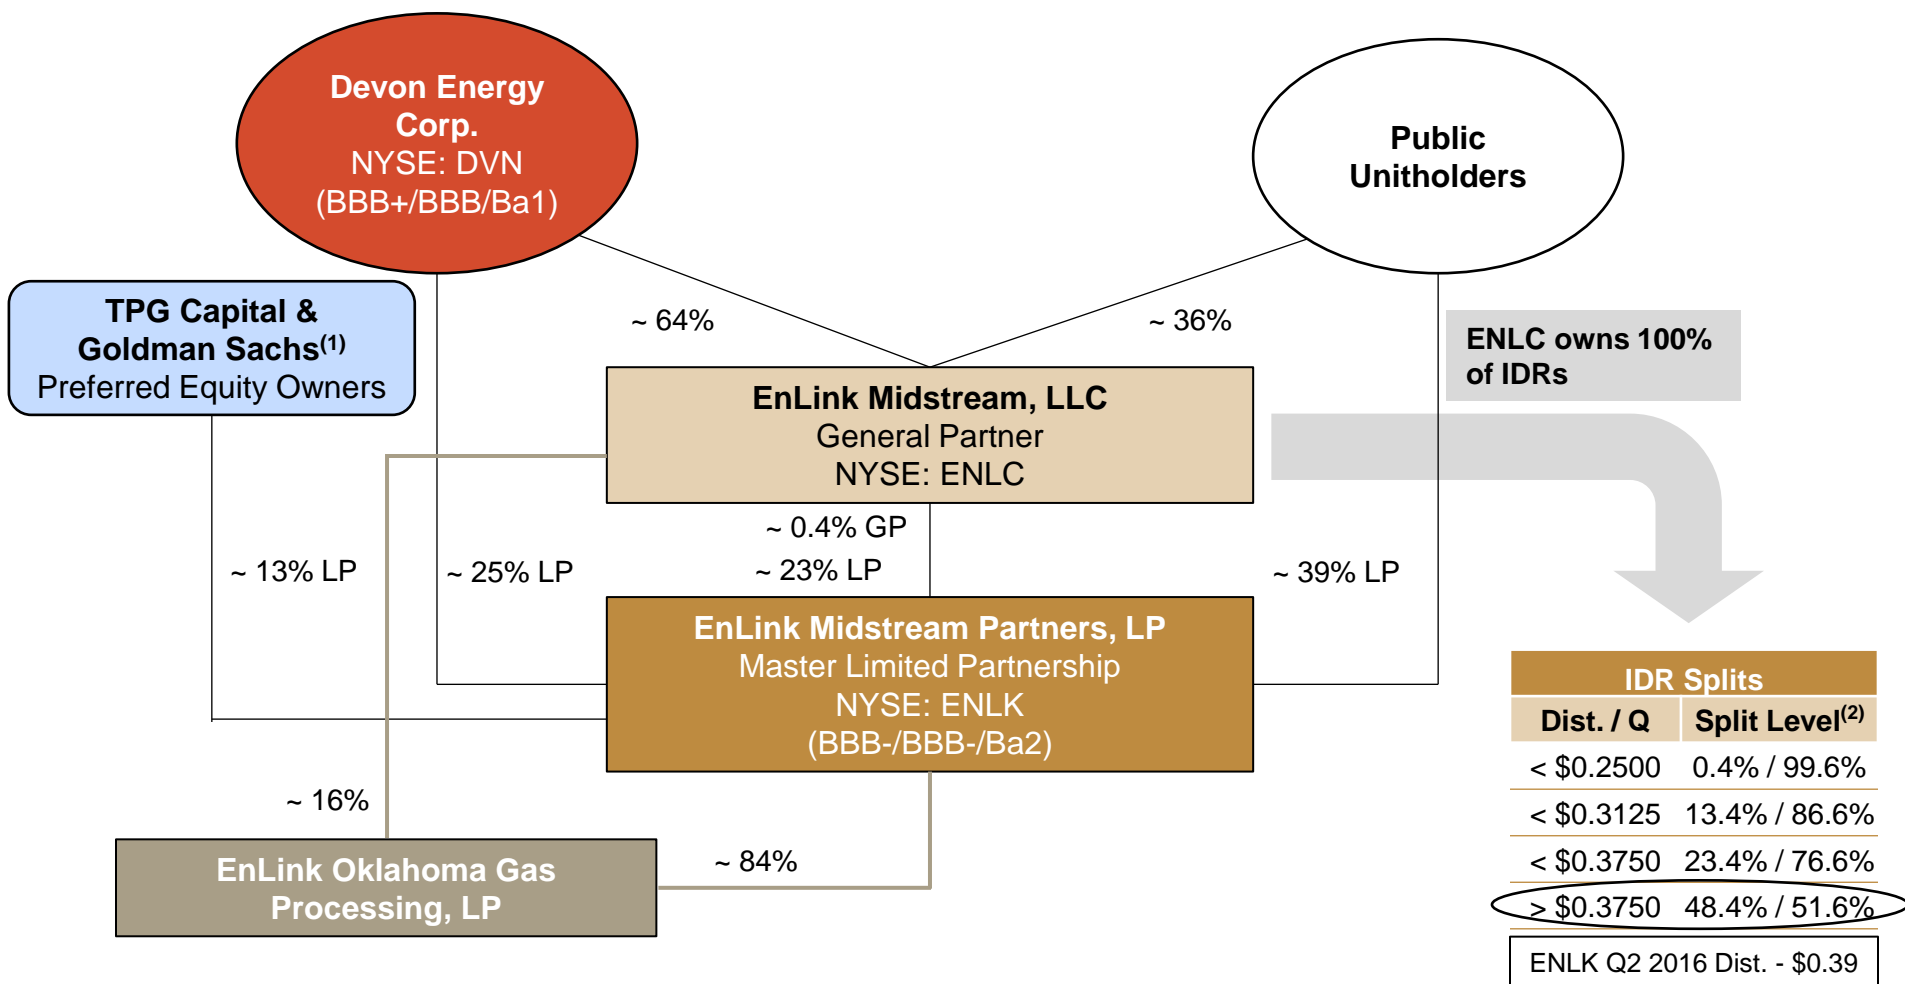 Devon Energy
Corp.
NYSE: DVN
(BBB+/BBB/Ba1)
Public
Unitholders
TPG Capital &
Goldman Sachs(1)
Preferred Equity Owners
~ 64%
~ 36%
ENLC owns 100%
of IDRs
EnLink Midstream, LLC
General Partner
NYSE: ENLC
~ 0.4% GP
~ 13% LP
~ 25% LP
~ 23% LP
~ 39% LP
EnLink Midstream Partners, LP
Master Limited Partnership
NYSE: ENLK
(BBB-/BBB-/Ba2)
~ 16%
~ 84%
EnLink Oklahoma Gas
Processing, LP
IDR Splits
Dist. / Q Split Level(2)
< $0.2500 0.4% / 99.6%
< $0.3125 13.4% / 86.6%
< $0.3750 23.4% / 76.6%
> $0.3750 48.4% / 51.6%
ENLK Q2 2016 Dist. - $0.39